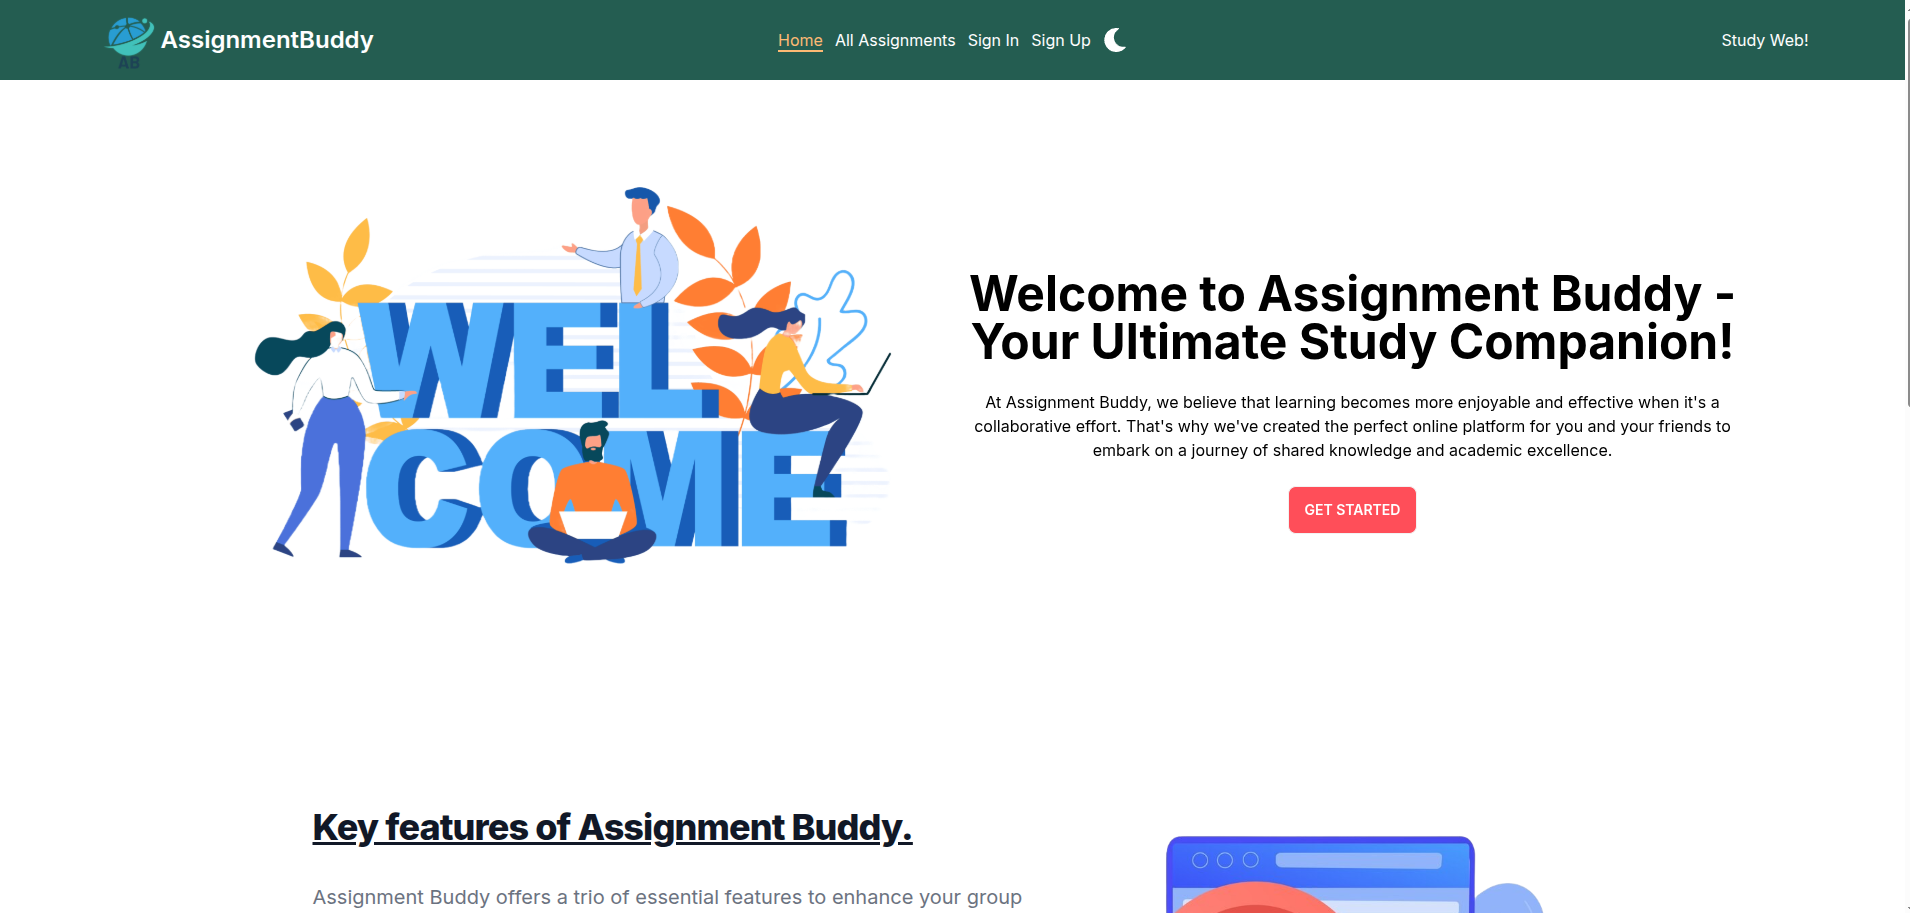 AB
AssignmentBuddy
Home All Assignments Sign In Sign Up
Study Web!
WEL
COME
Welcome to Assignment Buddy -
Your Ultimate Study Companion!
At Assignment Buddy, we believe that learning becomes more enjoyable and effective when it's a
collaborative effort. That's why we've created the perfect online platform for you and your friends to
embark on a journey of shared knowledge and academic excellence.
GET STARTED
Key features of Assignment Buddy.
Assignment Buddy offers a trio of essential features to enhance your group